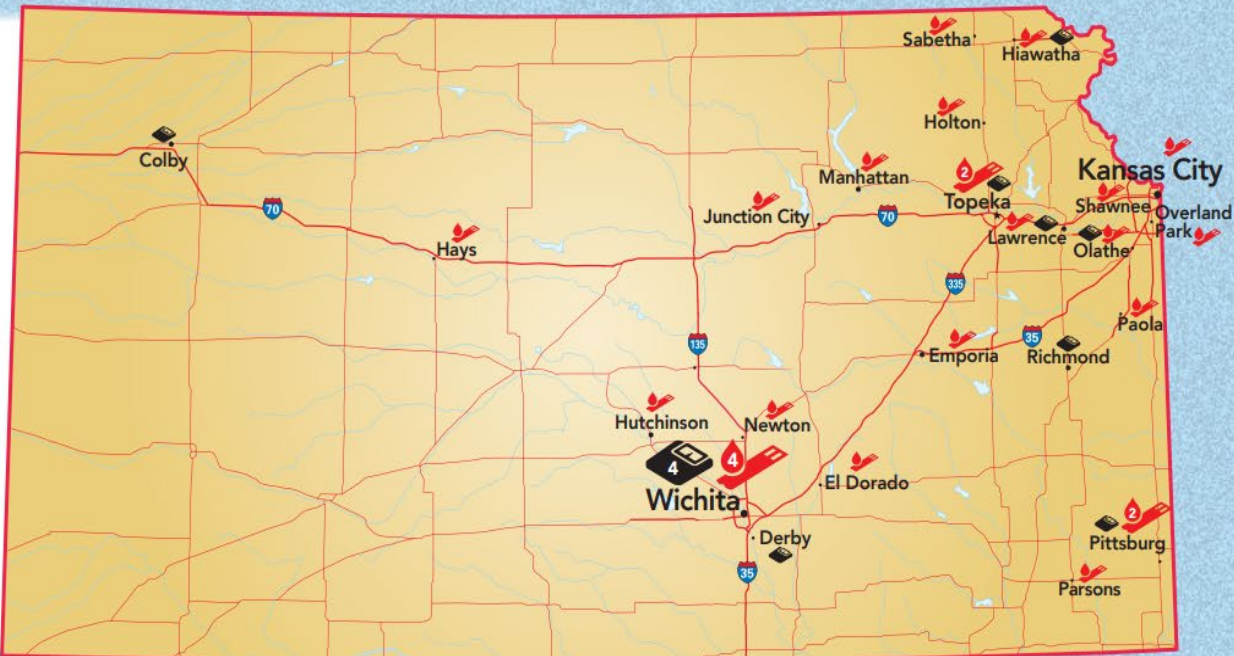 Sabetha
Hiawatha
Holton
Colby
Kansas City
Manhattan
2
Topeka
Shawnee
Overland
Park
70
Junction City
70
Lawrence
Olathe
Hays
335
Paola
135
35
Emporia
Richmond
Hutchinson
Newton
4
4
El Dorado
Wichita
2
Derby
Pittsburg
35
Parsons